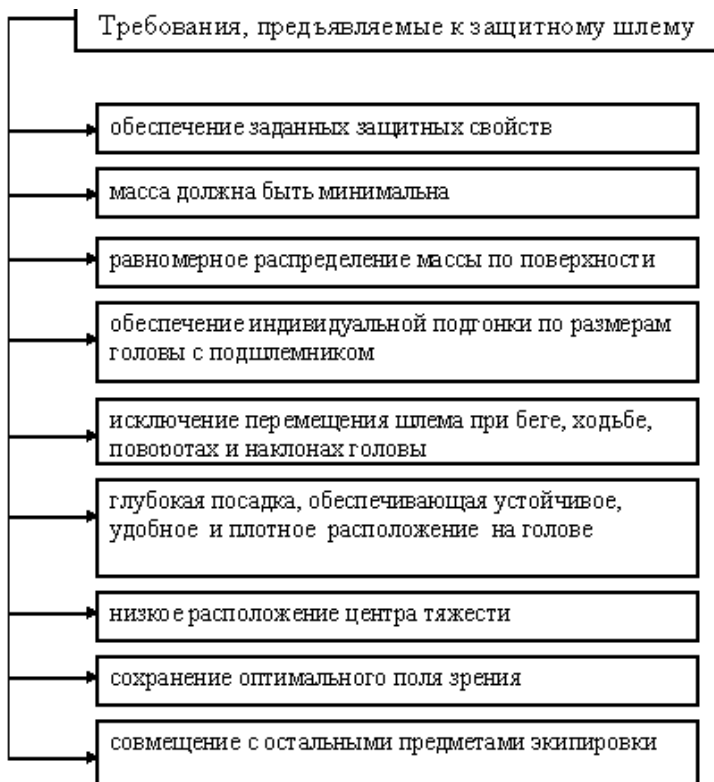 Требования, предъявляемые к защитному шлему
обеспечение заданных защитных свойств
масса должна быть минимальна
равномерное распределение массы по поверхности
обеспечение индивидуальной подгонки по размерам
головы с подшлемником
исключение перемещения шлема при беге, ходьбе,
поворотах и наклонах головы
глубокая посадка, обеспечивающая устойчивое,
удобное и плотное расположение на голове
низкое расположение центра тяжести
сохранение оптимального поля зрения
совмещение с остальными предметами экипировки